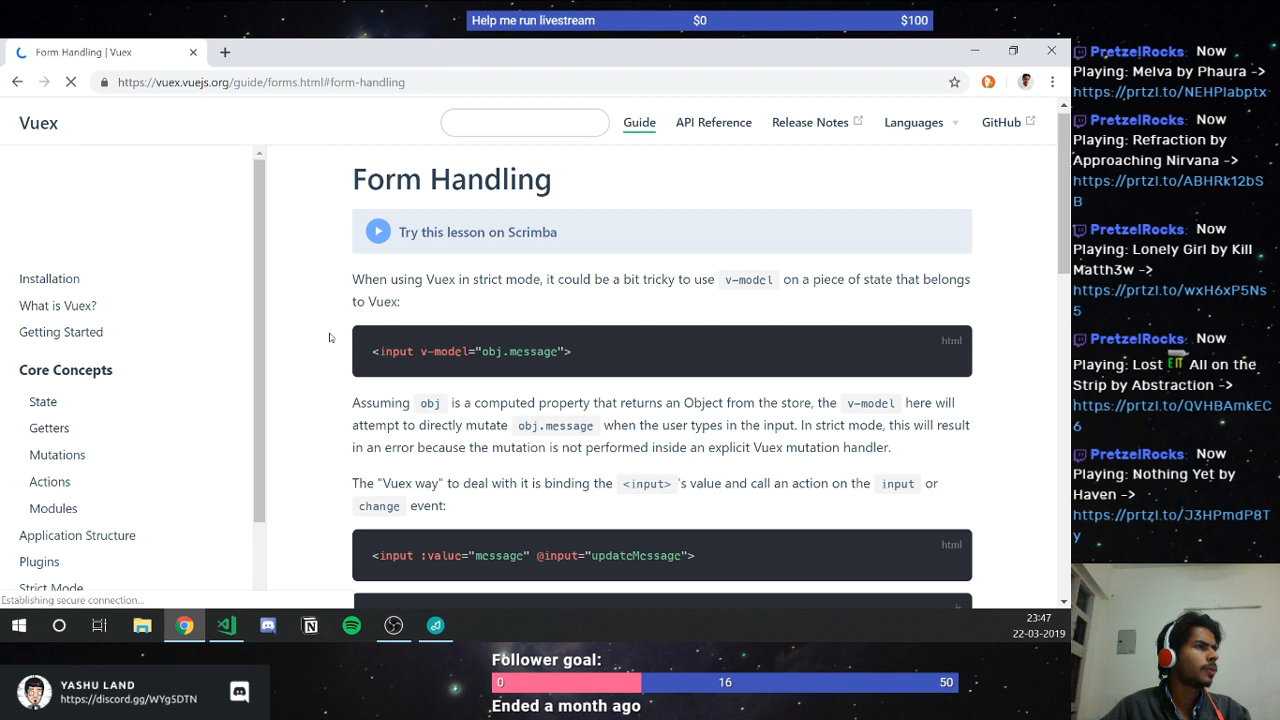 Help me run livestream $0 $100
Form Handling | Vuex
https://vuex.vuejs.org/guide/forms.html#form-handling
Vuex
Guide
API Reference
Release Notes
Languages
GitHub
Installation
What is Vuex?
Getting Started
Core Concepts
State
Getters
Mutations
Actions
Modules
Application Structure
Plugins
Strict Mode
Establishing secure connection...
Form Handling
Try this lesson on Scrimba
When using Vuex in strict mode, it could be a bit tricky to use v-model on a piece of state that belongs
to Vuex:
html
<input v-model="obj.message">
Assuming obj is a computed property that returns an Object from the store, the v-model here will
attempt to directly mutate obj.message when the user types in the input. In strict mode, this will result
in an error because the mutation is not performed inside an explicit Vuex mutation handler.
The "Vuex way" to deal with it is binding the <input> 's value and call an action on the input or
change event:
html
<input :value="message" @input="updateMessage">
23:47
22-03-2019
PretzelRocks: Now
Playing: Melva by Phaura ->
https://prtzl.to/NEHPlabptx
PretzelRocks: Now
Playing: Refraction by
Approaching Nirvana ->
https://prtzl.to/ABHRk12bS
B
PretzelRocks: Now
Playing: Lonely Girl by Kill
Matth3w ->
https://prtzl.to/wxH6xP5Ns
5
PretzelRocks: Now
Playing: Lost EIT All on the
Strip by Abstraction ->
https://prtzl.to/QVHBAmkEC
6
PretzelRocks: Now
Playing: Nothing Yet by
Haven ->
https://prtzl.to/J3HPmdP8T
y
YASHU LAND
https://discord.gg/WYg5DTN
Follower goal:
0 16 50
Ended a month ago